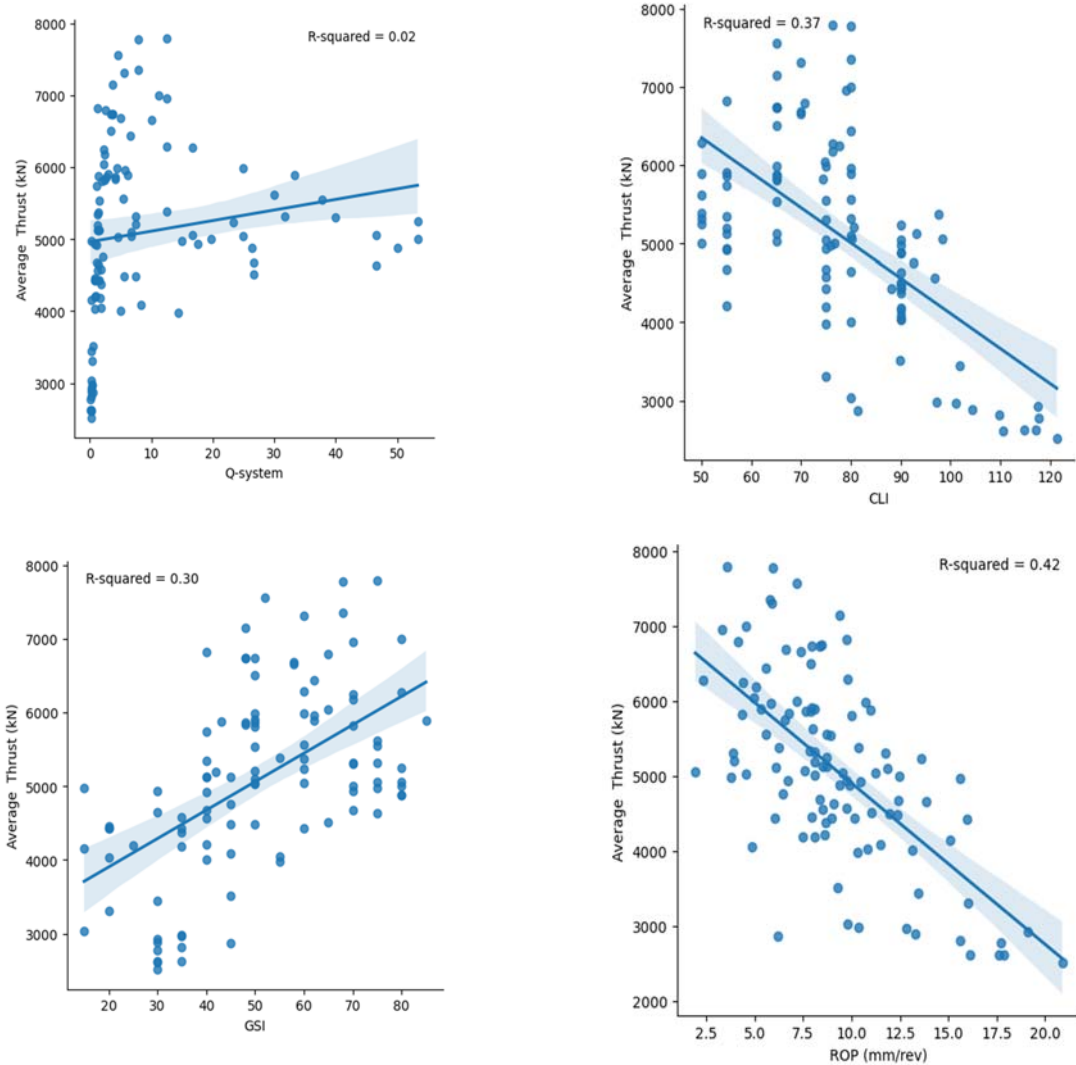 8000
7000
6000
5000
4000
3000
Average Thrust (kN)
R-squared = 0.02
0 10 20 30 40 50
Q-system
8000
7000
6000
5000
4000
3000
Average Thrust (kN)
R-squared = 0.37
50 60 70 80 90 100 110 120
CLI
8000
7000
6000
5000
4000
3000
Average Thrust (kN)
R-squared = 0.30
20 30 40 50 60 70 80
GSI
8000
7000
6000
5000
4000
3000
2000
Average Thrust (kN)
R-squared = 0.42
2.5 5.0 7.5 10.0 12.5 15.0 17.5 20.0
ROP (mm/rev)